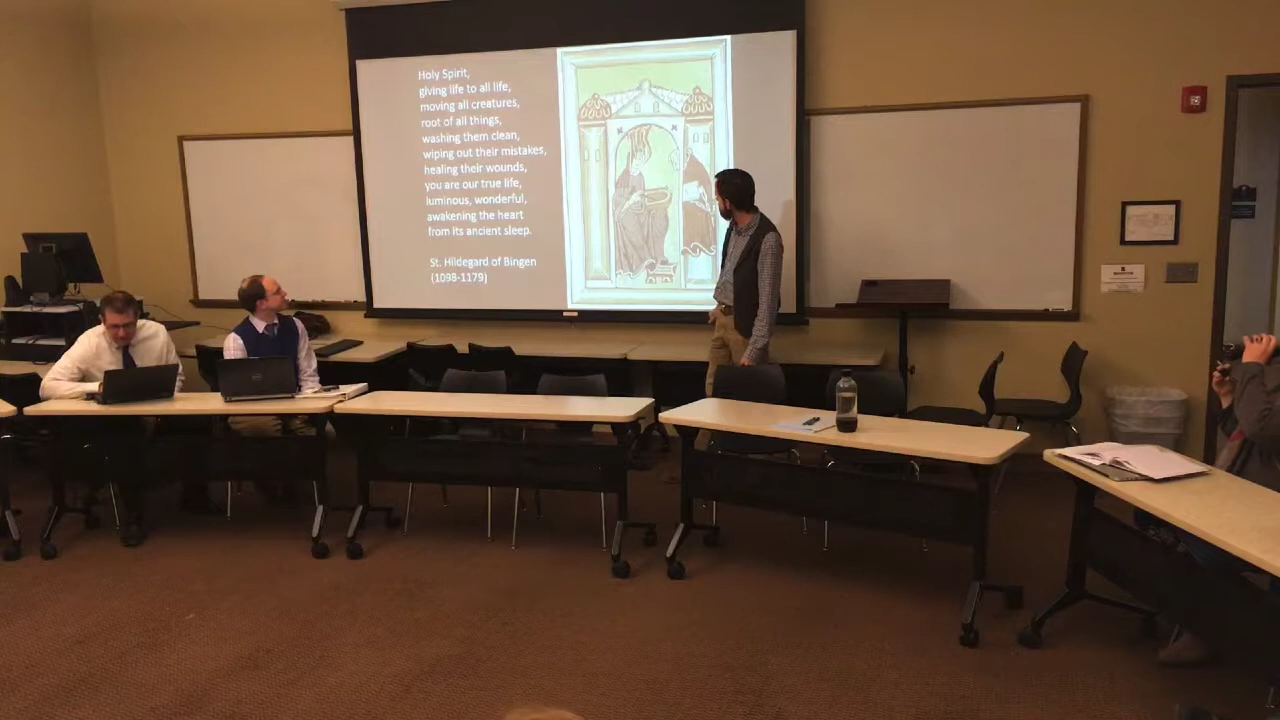 Holy Spirit,
giving life to all life,
moving all creatures,
root of all things,
washing them clean,
wiping out their mistakes,
healing their wounds,
you are our true life,
luminous, wonderful,
awakening the heart
from its ancient sleep.
St. Hildegard of Bingen
(1098-1179)